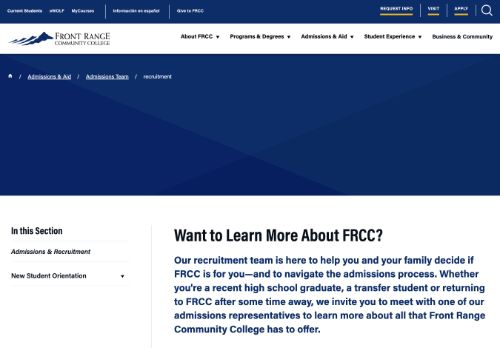 Current Students eWOLF MyCourses Información en español Give to FRCC REQUEST INFO VISIT APPLY
FRONT RANGE
COMMUNITY COLLEGE
About FRCC Programs & Degrees Admissions & Aid Student Experience Business & Community
/ Admissions & Aid / Admissions Team / recruitment
In this Section
Admissions & Recruitment
New Student Orientation
Want to Learn More About FRCC?
Our recruitment team is here to help you and your family decide if
FRCC is for you—and to navigate the admissions process. Whether
you're a recent high school graduate, a transfer student or returning
to FRCC after some time away, we invite you to meet with one of our
admissions representatives to learn more about all that Front Range
Community College has to offer.